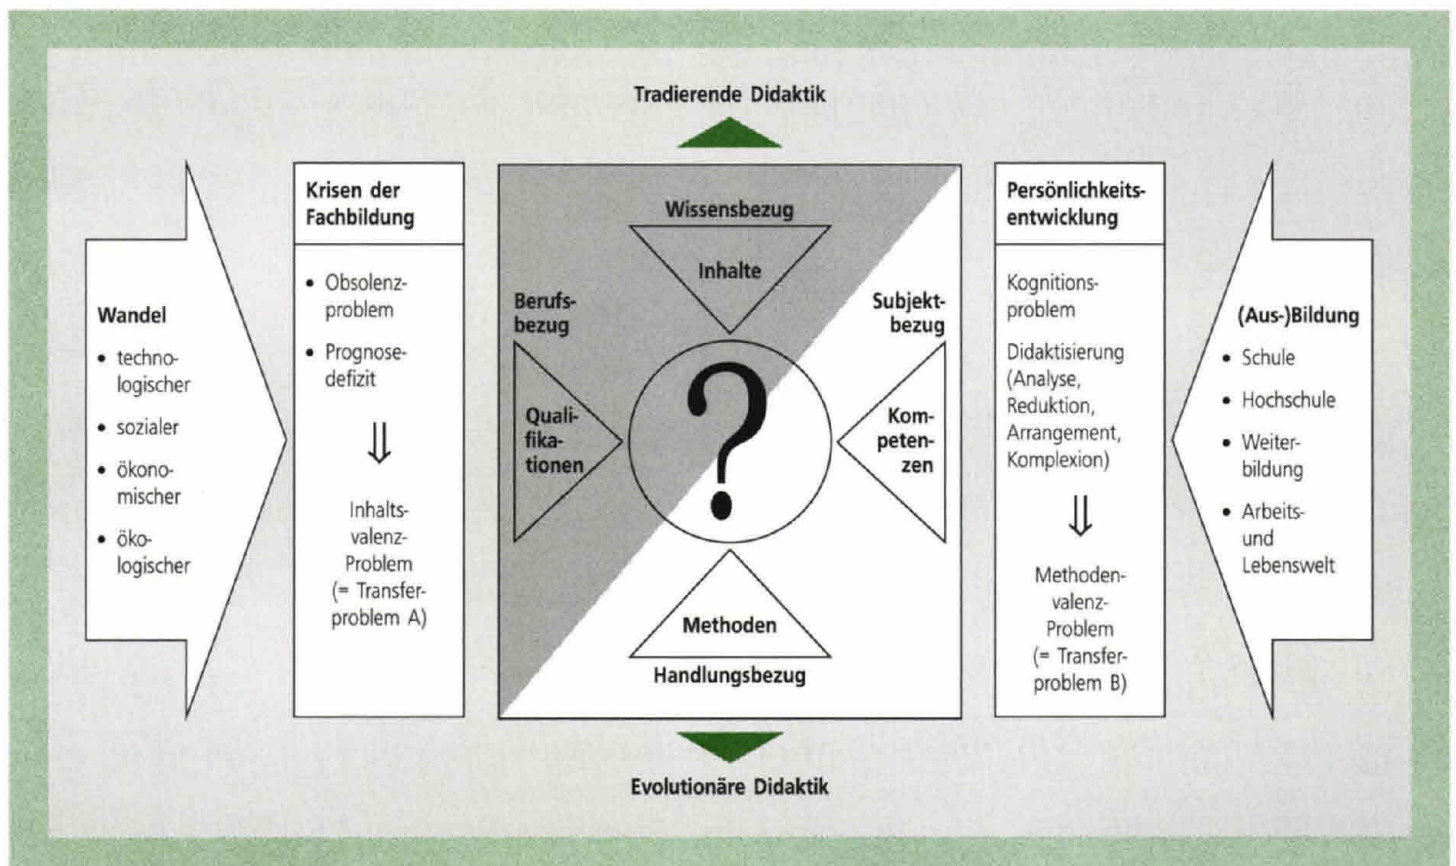 Tradierende Didaktik
Wandel
• techno-
logischer
• sozialer
• ökono-
mischer
• öko-
logischer
Krisen der
Fachbildung
• Obsolenz-
problem
• Prognose-
defizit
⇓
Inhalts-
valenz-
Problem
(= Transfer-
problem A)
Wissensbezug
Inhalte
Berufs-
bezug
Quali-
fika-
tionen
?
Subjekt-
bezug
Kom-
peten-
zen
Methoden
Handlungsbezug
Persönlichkeits-
entwicklung
Kognitions-
problem
Didaktisierung
(Analyse,
Reduktion,
Arrangement,
Komplexion)
⇓
Methoden-
valenz-
Problem
(= Transfer-
problem B)
(Aus-)Bildung
• Schule
• Hochschule
• Weiter-
bildung
• Arbeits-
und
Lebenswelt
Evolutionäre Didaktik